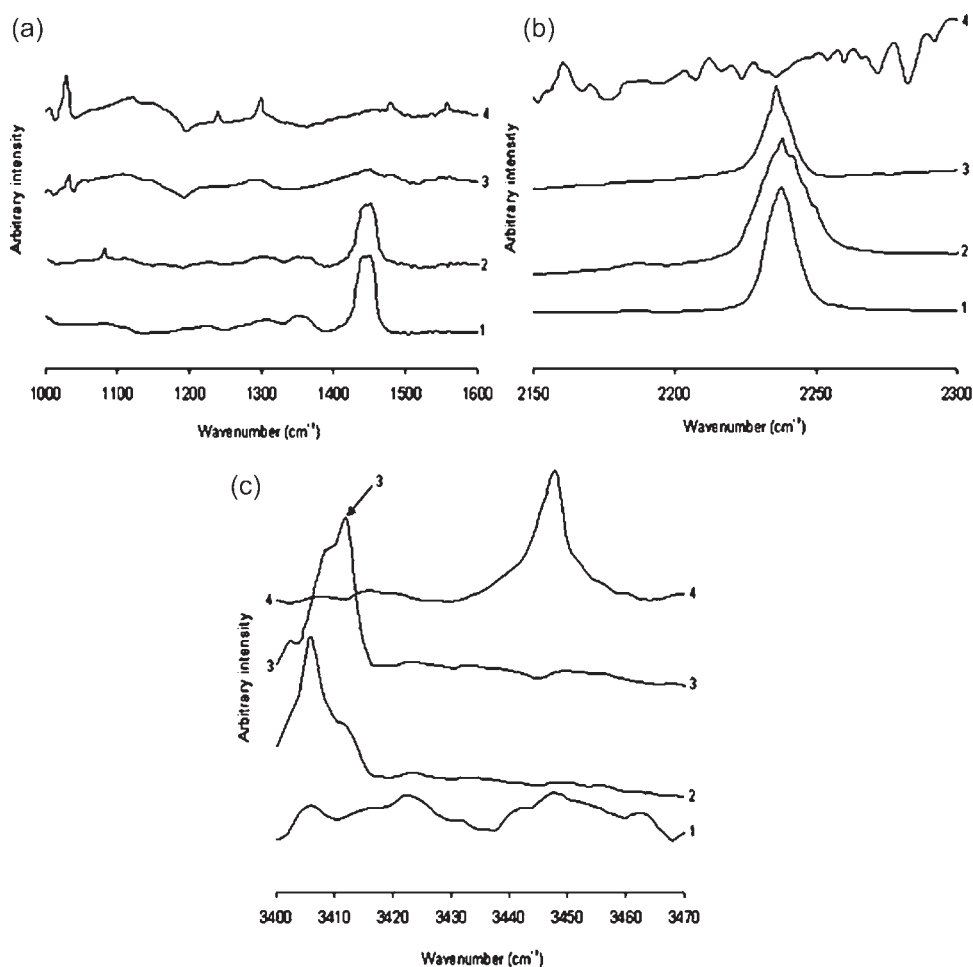 (a)
Arbitrary intensity
4
3
2
1
1000 1100 1200 1300 1400 1500 1600
Wavenumber (cm⁻¹)
(b)
Arbitrary intensity
4
3
2
1
2150 2200 2250 2300
Wavenumber (cm⁻¹)
(c)
Arbitrary intensity
3
4
4
3
3
2
1
3400 3410 3420 3430 3440 3450 3460 3470
Wavenumber (cm⁻¹)